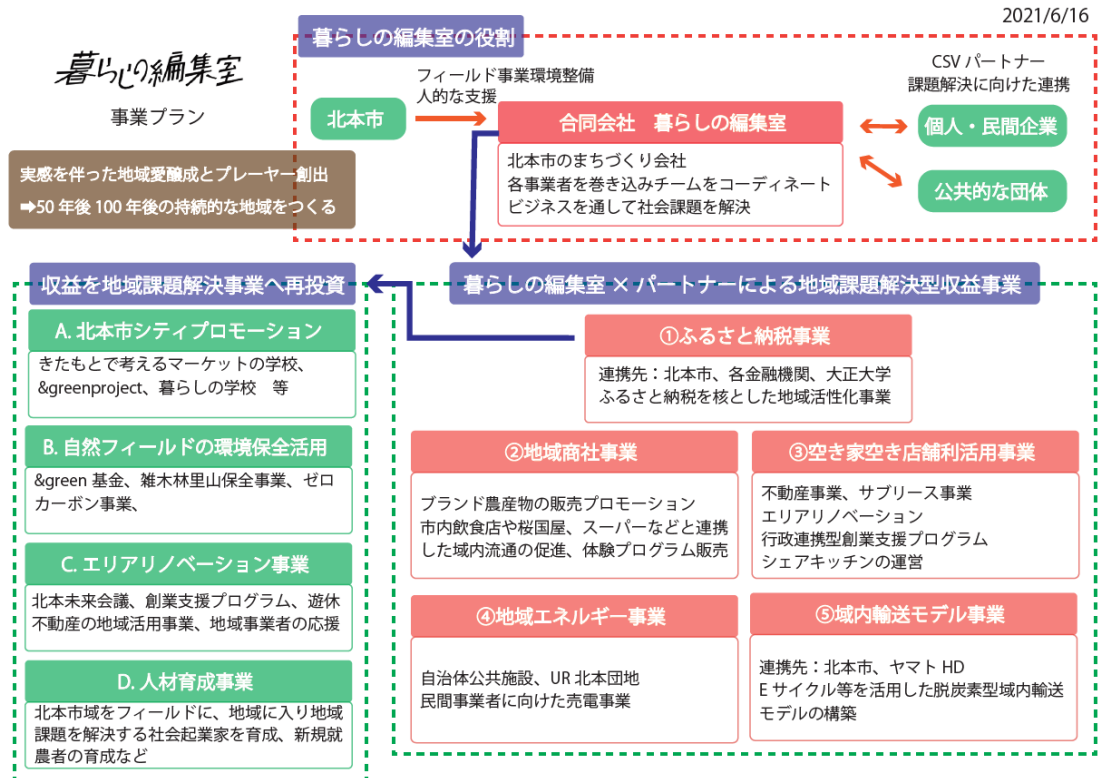 2021/6/16
暮らしの編集室
事業プラン
実感を伴った地域愛醸成とプレーヤー創出
➡50年後100年後の持続的な地域をつくる
暮らしの編集室の役割
北本市
フィールド事業環境整備
人的な支援
合同会社　暮らしの編集室
北本市のまちづくり会社
各事業者を巻き込みチームをコーディネート
ビジネスを通して社会課題を解決
CSVパートナー
課題解決に向けた連携
個人・民間企業
公共的な団体
収益を地域課題解決事業へ再投資
A. 北本市シティプロモーション
きたもとで考えるマーケットの学校、
&greenproject、暮らしの学校　等
B. 自然フィールドの環境保全活用
&green基金、雑木林里山保全事業、ゼロ
カーボン事業、
C. エリアリノベーション事業
北本未来会議、創業支援プログラム、遊休
不動産の地域活用事業、地域事業者の応援
D. 人材育成事業
北本市域をフィールドに、地域に入り地域
課題を解決する社会起業家を育成、新規就
農者の育成など
暮らしの編集室×パートナーによる地域課題解決型収益事業
①ふるさと納税事業
連携先：北本市、各金融機関、大正大学
ふるさと納税を核とした地域活性化事業
②地域商社事業
ブランド農産物の販売プロモーション
市内飲食店や桜国屋、スーパーなどと連携
した域内流通の促進、体験プログラム販売
③空き家空き店舗利活用事業
不動産事業、サブリース事業
エリアリノベーション
行政連携型創業支援プログラム
シェアキッチンの運営
④地域エネルギー事業
自治体公共施設、UR北本団地
民間事業者に向けた売電事業
⑤域内輸送モデル事業
連携先：北本市、ヤマトHD
Eサイクル等を活用した脱炭素型域内輸送
モデルの構築